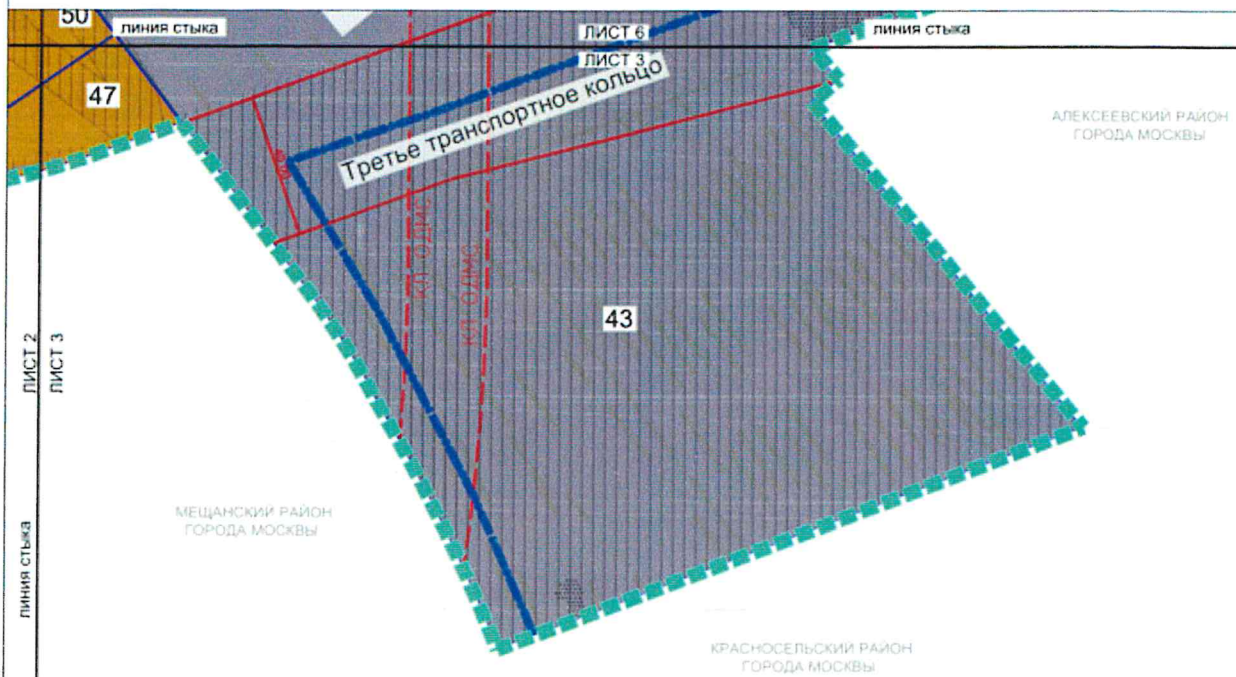 50
линия стыка
ЛИСТ 6
линия стыка
ЛИСТ 3
47
Третье транспортное кольцо
АЛЕКСЕЕВСКИЙ РАЙОН
ГОРОДА МОСКВЫ
КЛ ОДМС
КЛ ОДМС
43
ЛИСТ 2
ЛИСТ 3
МЕЩАНСКИЙ РАЙОН
ГОРОДА МОСКВЫ
линия стыка
КРАСНОСЕЛЬСКИЙ РАЙОН
ГОРОДА МОСКВЫ